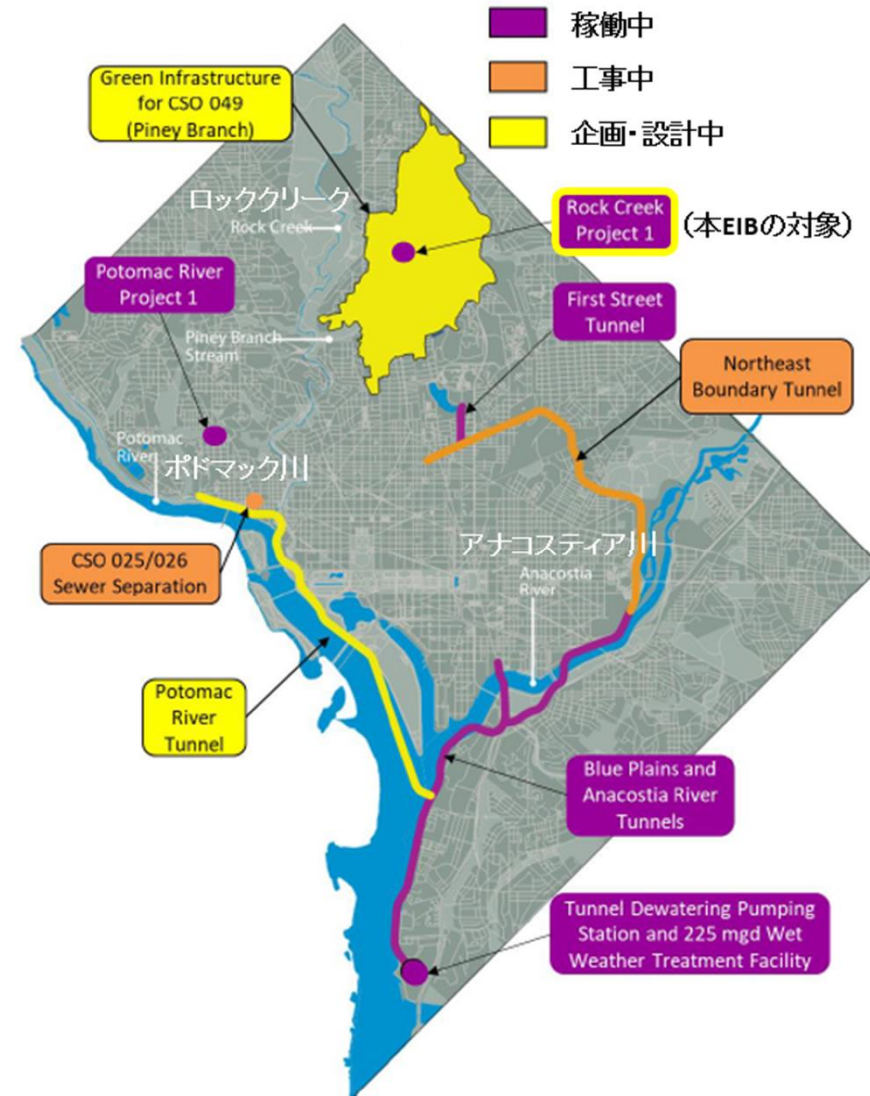 稼働中
工事中
企画・設計中
Green Infrastructure
for CSO 049
(Piney Branch)
ロッククリーク
Rock Creek
Rock Creek
Project 1
(本EIBの対象)
Potomac River
Project 1
First Street
Tunnel
Piney Branch
Stream
Northeast
Boundary Tunnel
Potomac
River
ポドマック川
アナコスティア川
Anacostia
River
CSO 025/026
Sewer Separation
Potomac
River
Tunnel
Blue Plains and
Anacostia River
Tunnels
Tunnel Dewatering Pumping
Station and 225 mgd Wet
Weather Treatment Facility